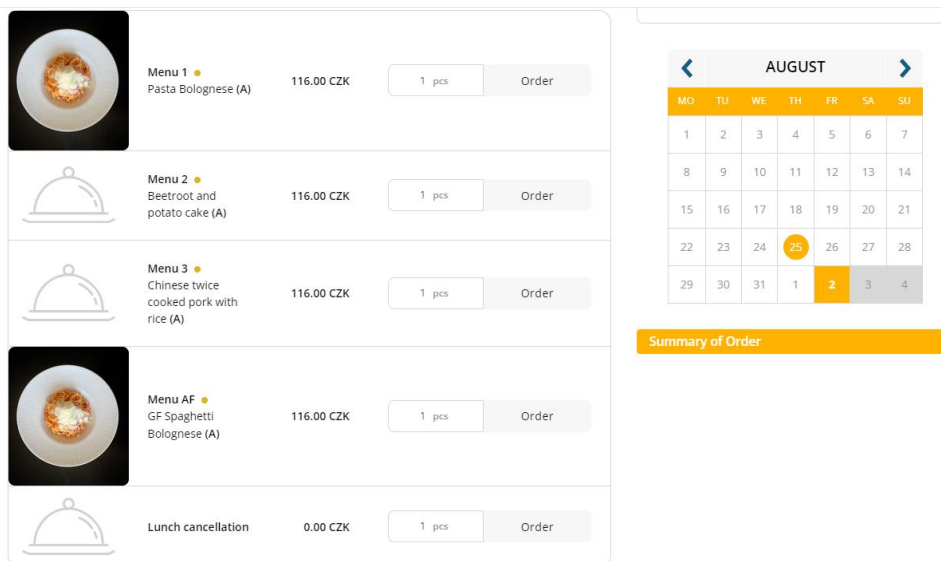 Menu 1
Pasta Bolognese (A)
116.00 CZK
1 pcs
Order
Menu 2
Beetroot and
potato cake (A)
116.00 CZK
1 pcs
Order
Menu 3
Chinese twice
cooked pork with
rice (A)
116.00 CZK
1 pcs
Order
Menu AF
GF Spaghetti
Bolognese (A)
116.00 CZK
1 pcs
Order
Lunch cancellation
0.00 CZK
1 pcs
Order
AUGUST
MO TU WE TH FR SA SU
1 2 3 4 5 6 7
8 9 10 11 12 13 14
15 16 17 18 19 20 21
22 23 24 25 26 27 28
29 30 31 1 2 3 4
Summary of Order